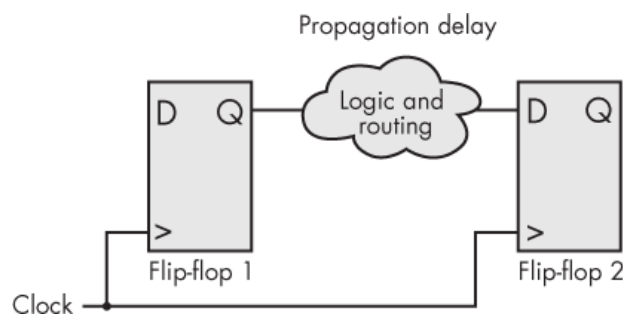 Propagation delay
D Q
Logic and
routing
D Q
>
>
Flip-flop 1
Flip-flop 2
Clock